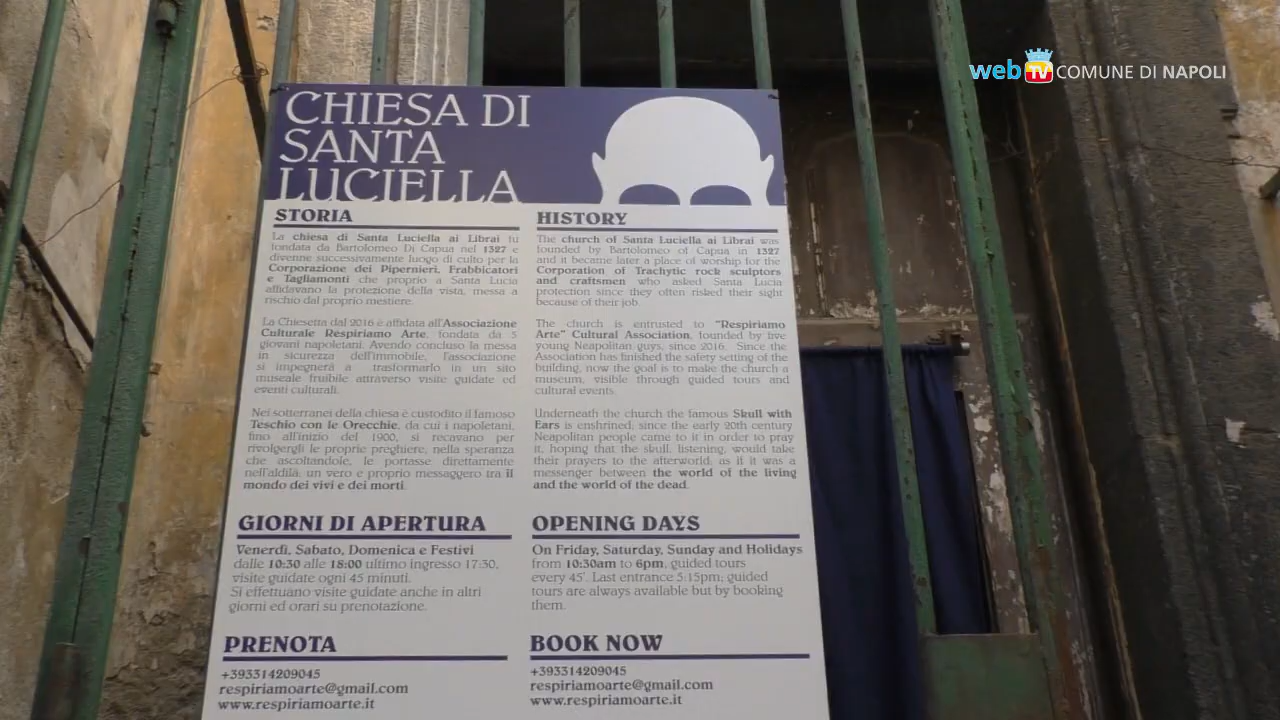 web TV COMUNE DI NAPOLI
CHIESA DI
SANTA
LUCIELLA
STORIA
La chiesa di Santa Luciella ai Librai fu
fondata da Bartolomeo Di Capua nel 1327 e
divenne successivamente luogo di culto per la
Corporazione dei Pipernieri, Frabbicatori
e Tagliamonti che proprio a Santa Lucia
affidavano la protezione della vista, messa a
rischio dal proprio mestiere.
La Chiesetta dal 2016 è affidata all'Associazione
Culturale Respiriamo Arte, fondata da 5
giovani napoletani. Avendo concluso la messa
in sicurezza dell'immobile, l'associazione
si impegnerà a trasformarlo in un sito
museale fruibile attraverso visite guidate ed
eventi culturali.
Nei sotterranei della chiesa è custodito il famoso
Teschio con le Orecchie, da cui i napoletani,
fino all'inizio del 1900, si recavano per
rivolgergli le proprie preghiere, nella speranza
che ascoltandole, le portasse direttamente
nell'aldilà: un vero e proprio messaggero tra il
mondo dei vivi e dei morti.
GIORNI DI APERTURA
Venerdì, Sabato, Domenica e Festivi
dalle 10:30 alle 18:00 ultimo ingresso 17:30,
visite guidate ogni 45 minuti.
Si effettuano visite guidate anche in altri
giorni ed orari su prenotazione.
PRENOTA
+393314209045
respiriamoarte@gmail.com
www.respiriamoarte.it
HISTORY
The church of Santa Luciella ai Librai was
founded by Bartolomeo of Capua in 1327
and it became later a place of worship for the
Corporation of Trachytic rock sculptors
and craftsmen who asked Santa Lucia
protection since they often risked their sight
because of their job.
The church is entrusted to "Respiriamo
Arte" Cultural Association, founded by five
young Neapolitan guys, since 2016. Since the
Association has finished the safety setting of the
building, now the goal is to make the church a
museum, visible through guided tours and
cultural events.
Underneath the church the famous Skull with
Ears is enshrined; since the early 20th century
Neapolitan people came to it in order to pray
it, hoping that the skull, listening, would take
their prayers to the afterworld; as if it was a
messenger between the world of the living
and the world of the dead.
OPENING DAYS
On Friday, Saturday, Sunday and Holidays
from 10:30am to 6pm, guided tours
every 45'. Last entrance 5:15pm; guided
tours are always available but by booking
them.
BOOK NOW
+393314209045
respiriamoarte@gmail.com
www.respiriamoarte.it